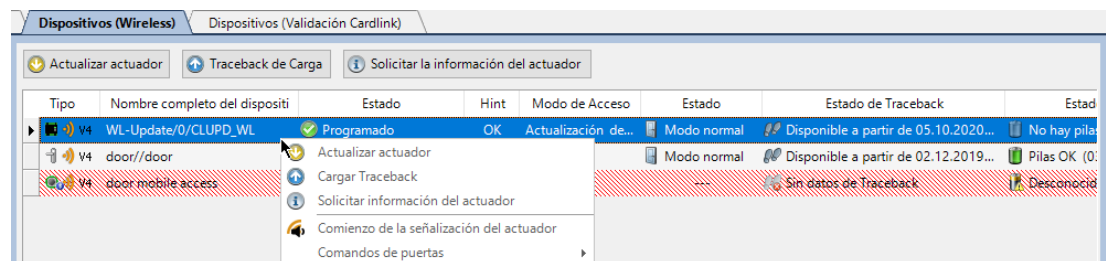 Dispositivos (Wireless) Dispositivos (Validación Cardlink)
Actualizar actuador Traceback de Carga Solicitar la información del actuador
Tipo Nombre completo del dispositi Estado Hint Modo de Acceso Estado Estado de Traceback Estad
V4 WL-Update/0/CLUPD_WL Programado OK Actualización de... Modo normal Disponible a partir de 05.10.2020... No hay pilas
V4 door//door Modo normal Disponible a partir de 02.12.2019... Pilas OK (03
V4 door mobile access --- Sin datos de Traceback Desconocid
Actualizar actuador
Cargar Traceback
Solicitar información del actuador
Comienzo de la señalización del actuador
Comandos de puertas